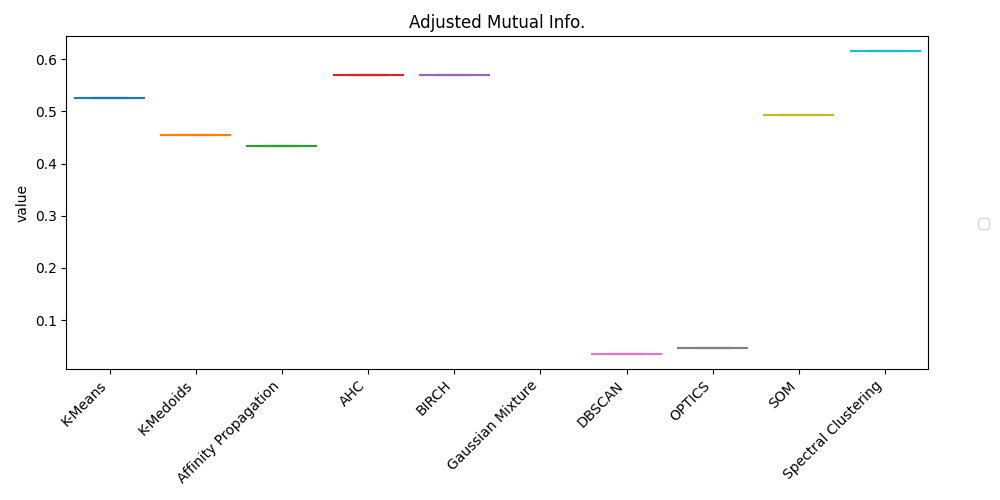 Adjusted Mutual Info.
value
0.6
0.5
0.4
0.3
0.2
0.1
K-Means
K-Medoids
Affinity Propagation
AHC
BIRCH
Gaussian Mixture
DBSCAN
OPTICS
SOM
Spectral Clustering